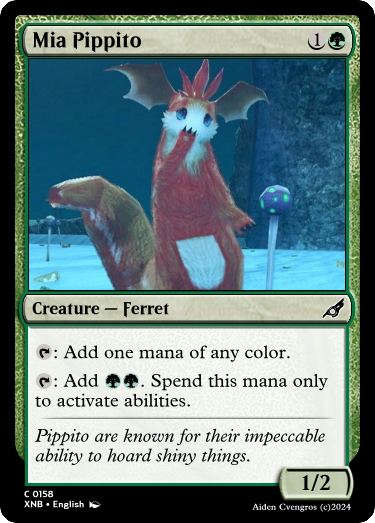 Mia Pippito 1
Creature — Ferret
: Add one mana of any color.
: Add . Spend this mana only
to activate abilities.
Pippito are known for their impeccable
ability to hoard shiny things.
1/2
C 0158
XNB • English
Aiden Cvengros (c)2024